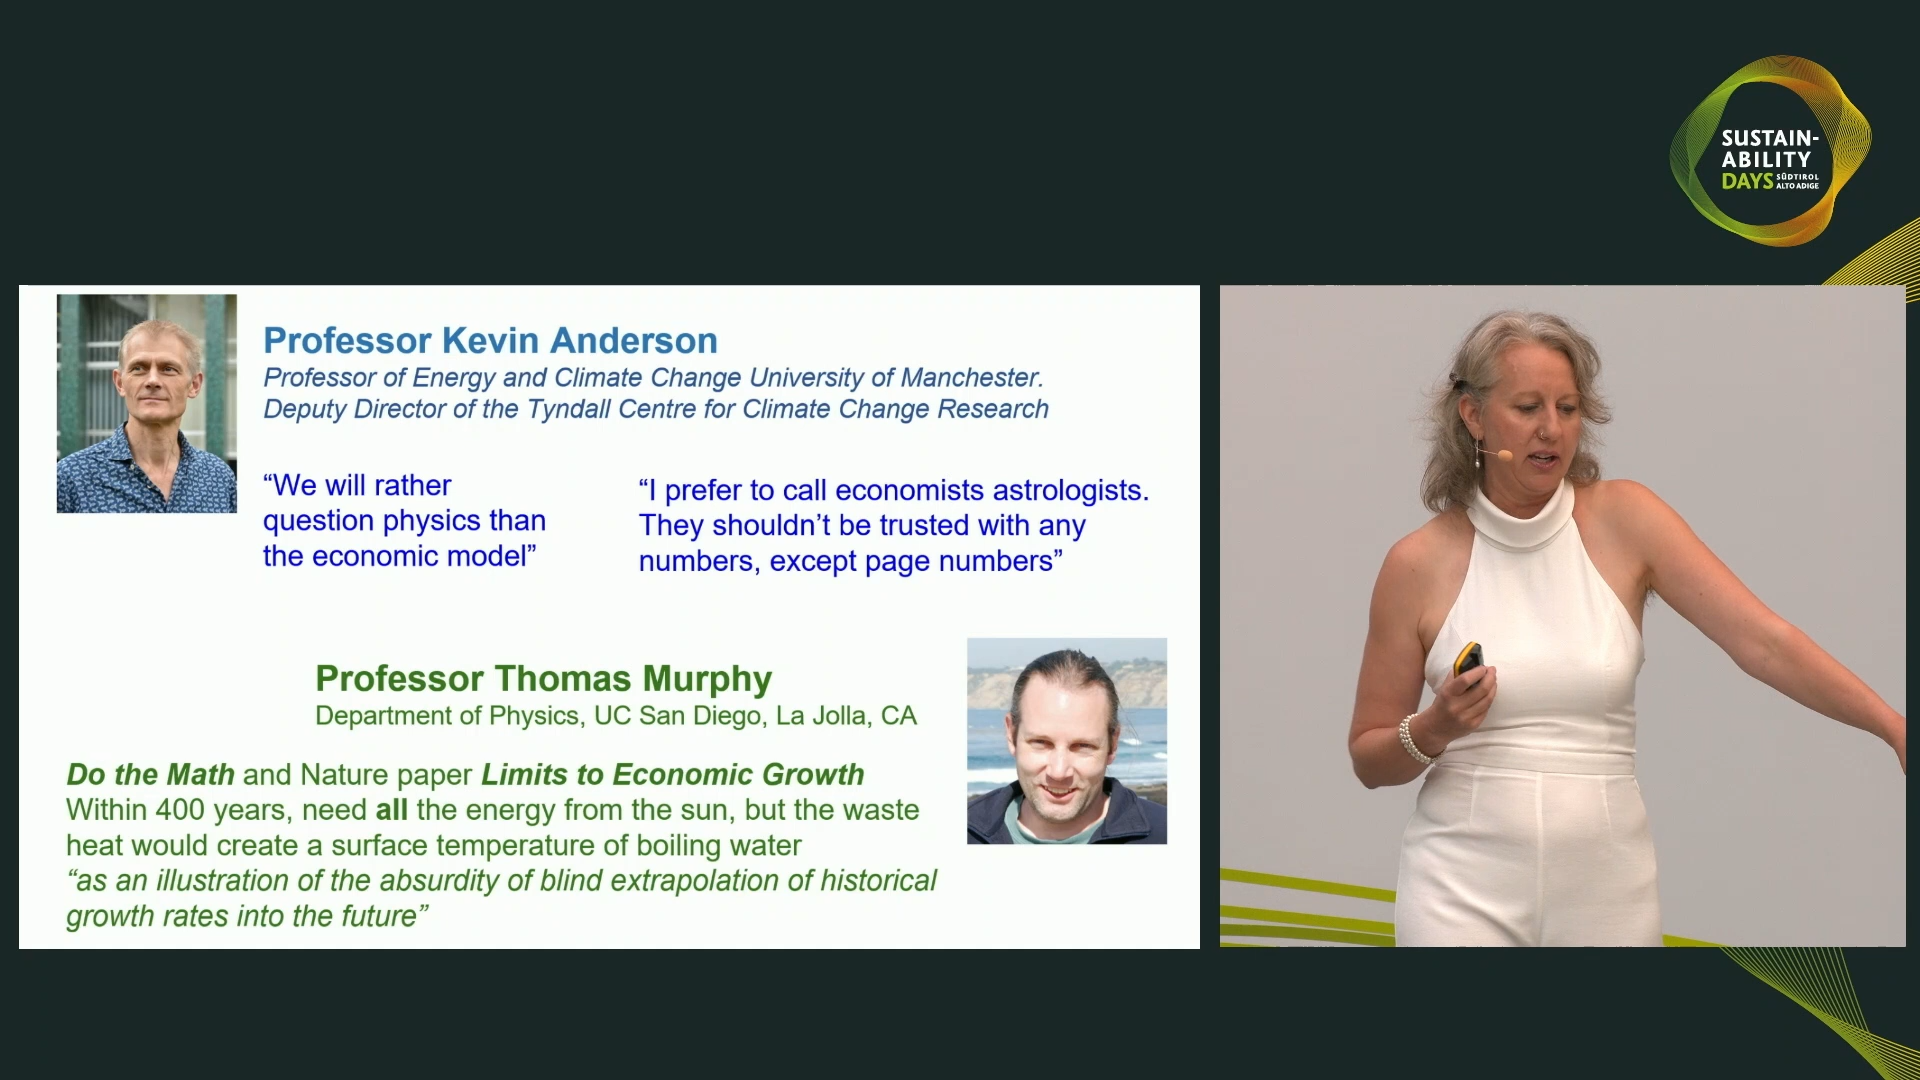 SUSTAIN-
ABILITY
DAYS SÜDTIROL
ALTO ADIGE
Professor Kevin Anderson
Professor of Energy and Climate Change University of Manchester.
Deputy Director of the Tyndall Centre for Climate Change Research
“We will rather
question physics than
the economic model”
“I prefer to call economists astrologists.
They shouldn’t be trusted with any
numbers, except page numbers”
Professor Thomas Murphy
Department of Physics, UC San Diego, La Jolla, CA
Do the Math and Nature paper Limits to Economic Growth
Within 400 years, need all the energy from the sun, but the waste
heat would create a surface temperature of boiling water
“as an illustration of the absurdity of blind extrapolation of historical
growth rates into the future”